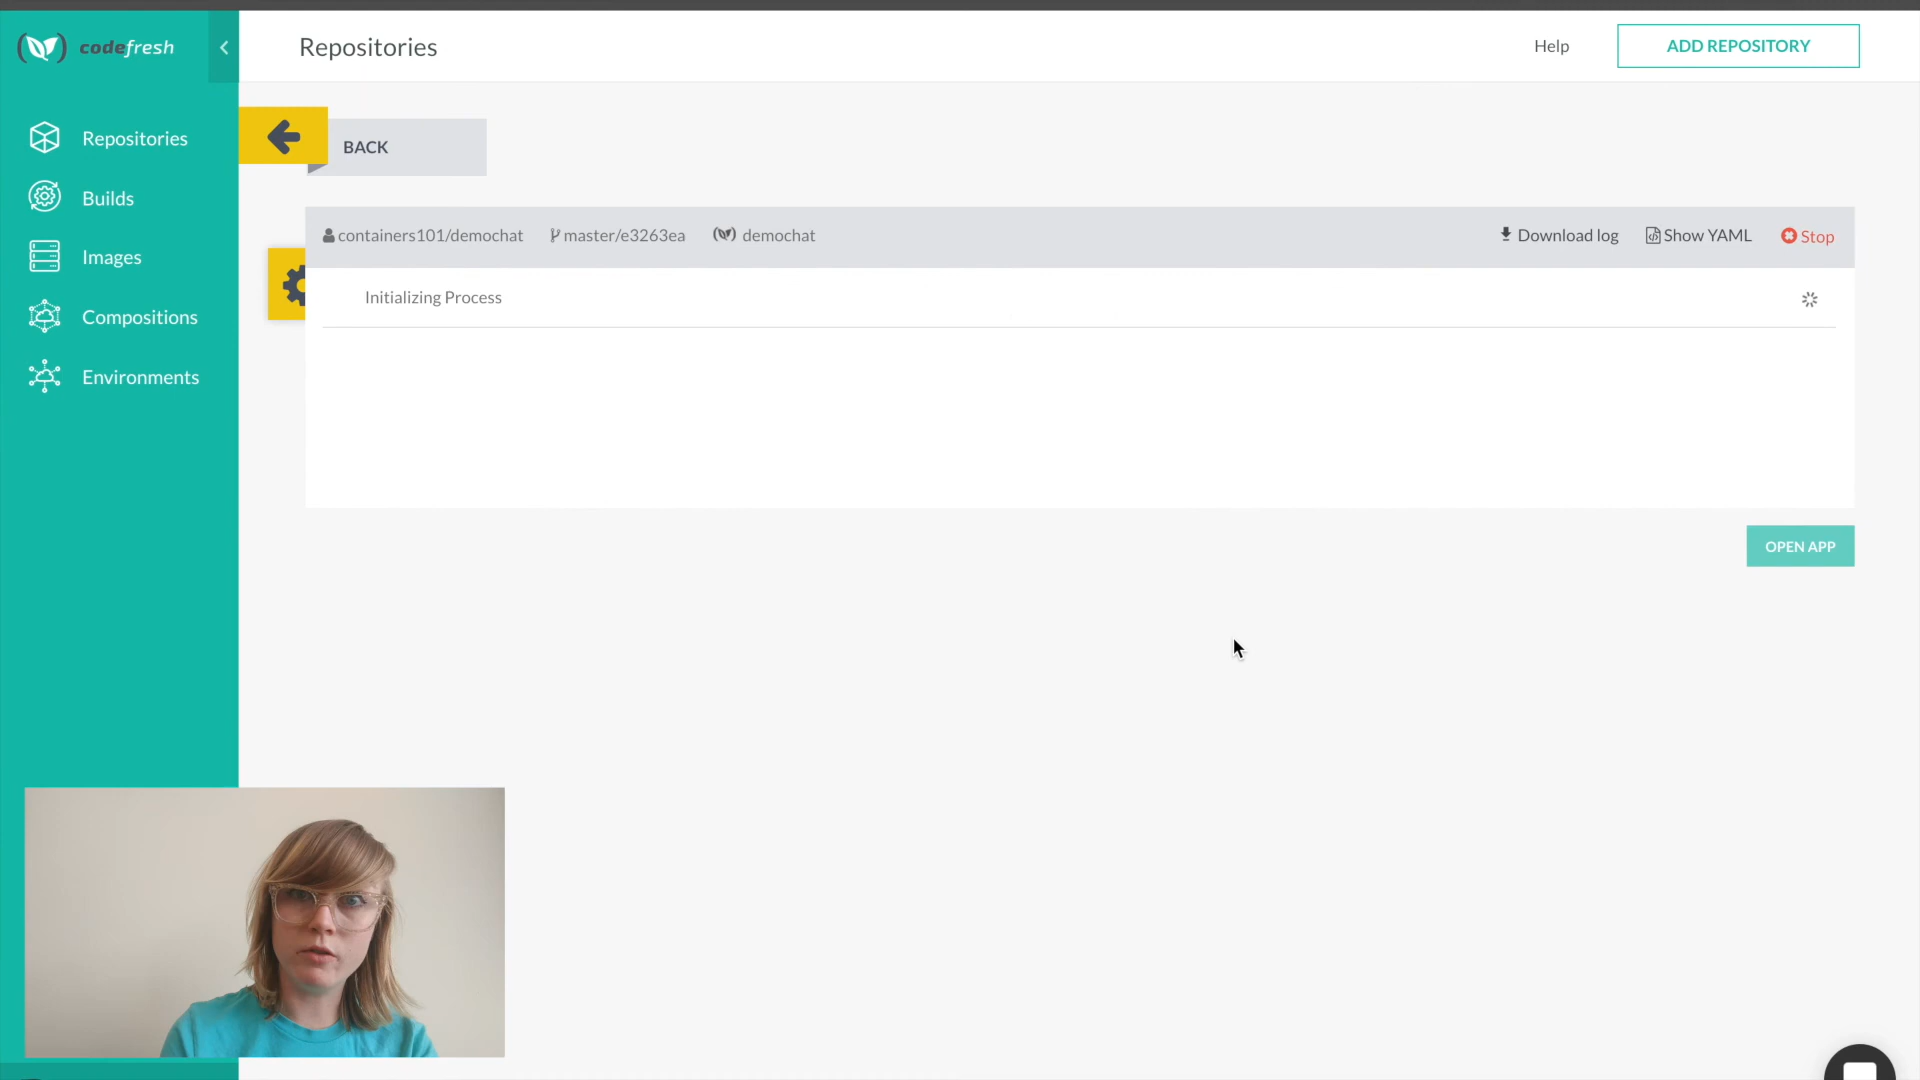 codefresh
Repositories
Help
ADD REPOSITORY
Repositories
Builds
Images
Compositions
Environments
BACK
containers101/demochat master/e3263ea demochat
Download log Show YAML Stop
Initializing Process
OPEN APP